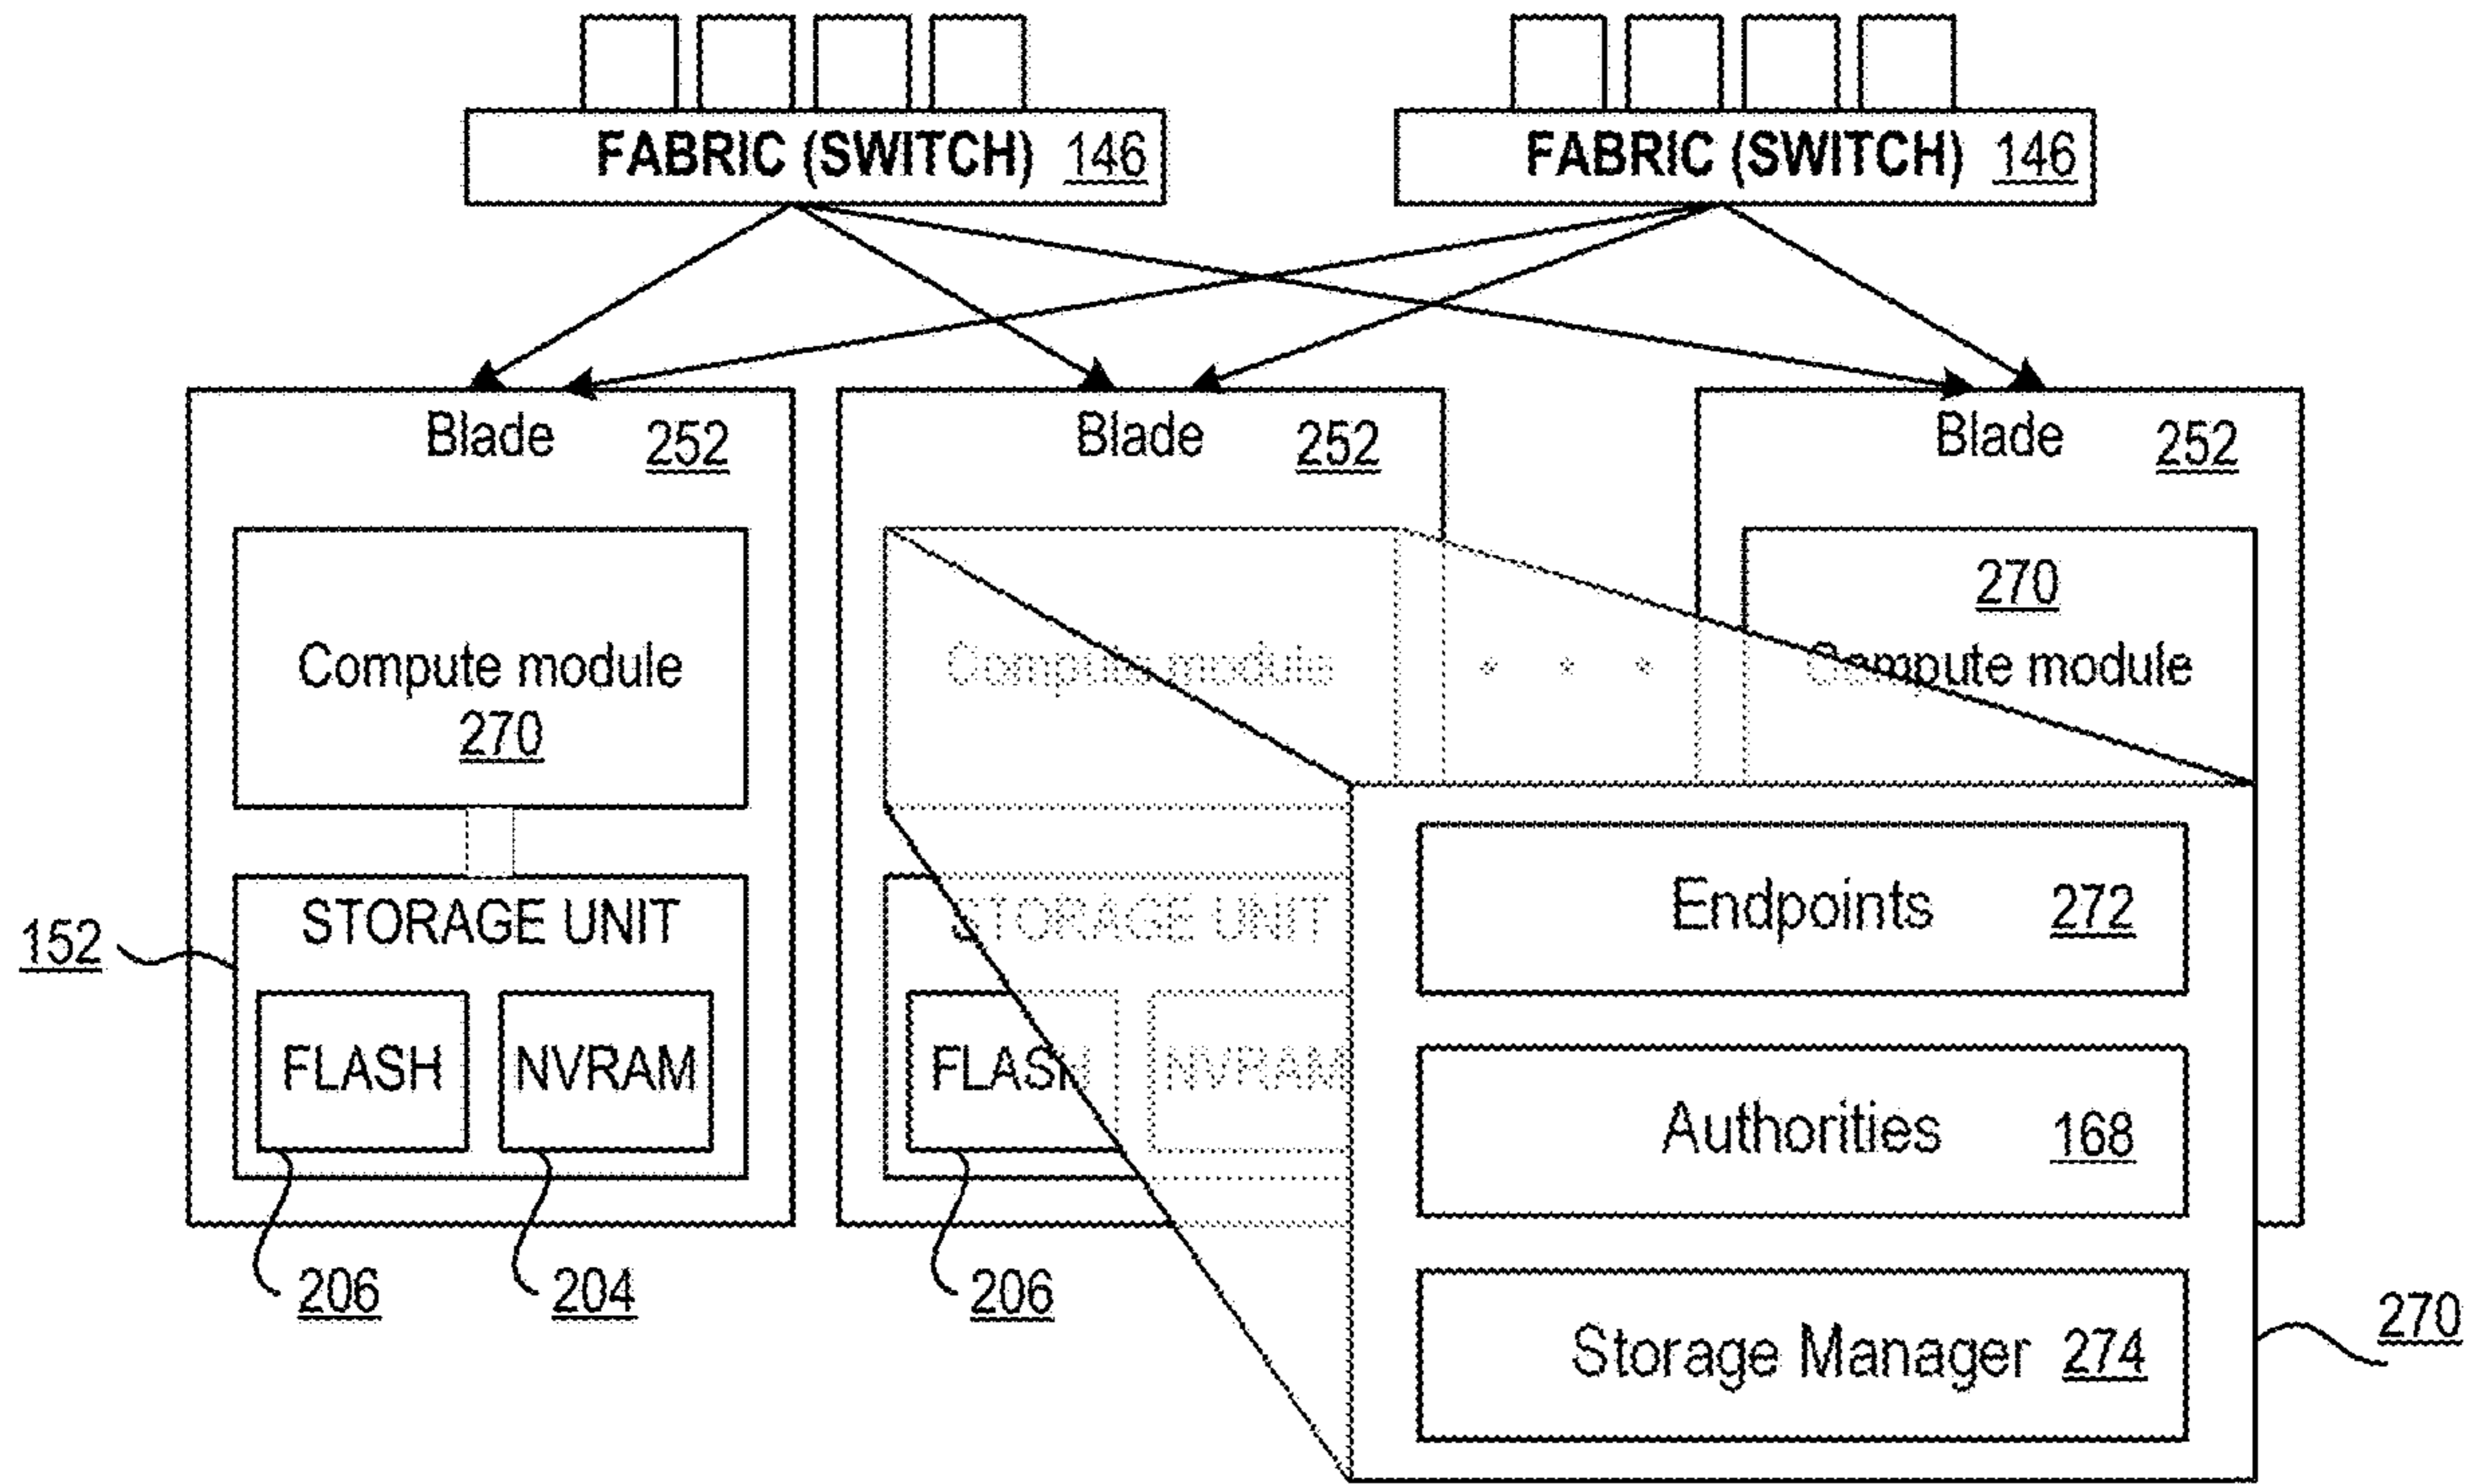 FABRIC (SWITCH) 146
FABRIC (SWITCH) 146
Blade 252
Blade 252
Blade 252
Compute module
270
Compute module
270
Compute module
152
STORAGE UNIT
FLASH
NVRAM
206
204
STORAGE UNIT
FLASH
NVRAM
206
Endpoints 272
Authorities 168
Storage Manager 274
270